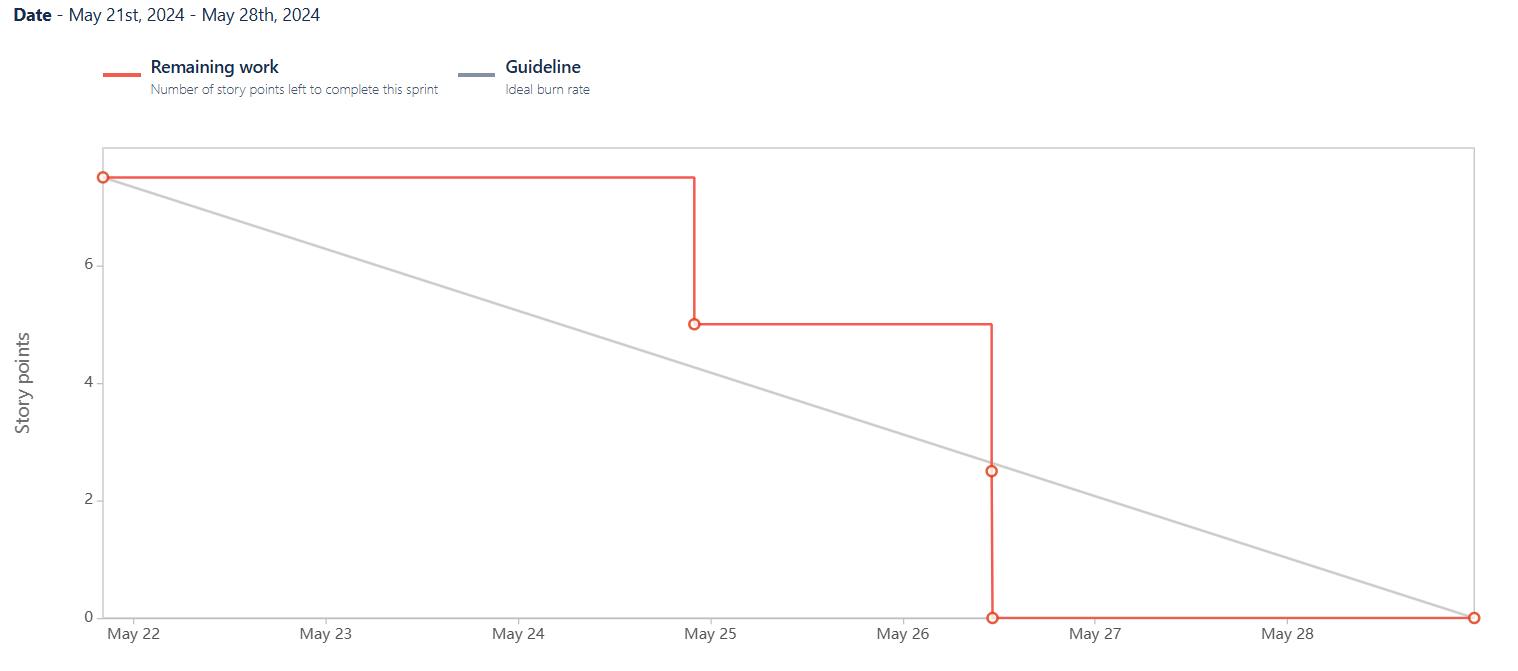 Date - May 21st, 2024 - May 28th, 2024
Remaining work
Number of story points left to complete this sprint
Guideline
Ideal burn rate
Story points
6
4
2
0
May 22
May 23
May 24
May 25
May 26
May 27
May 28